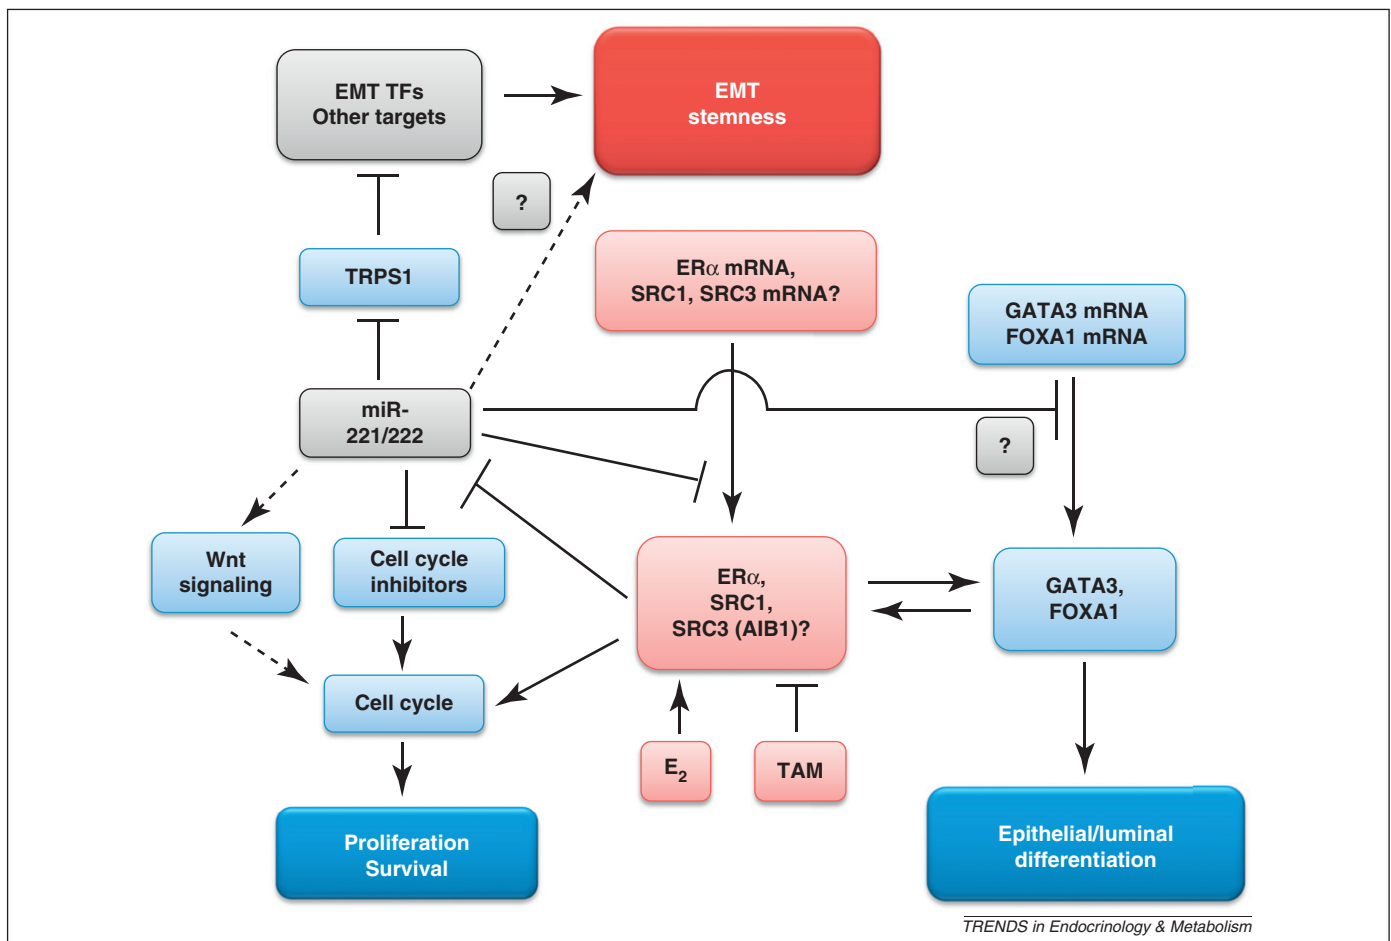 EMT TFs
Other targets
EMT
stemness
?
TRPS1
ERα mRNA,
SRC1, SRC3 mRNA?
GATA3 mRNA
FOXA1 mRNA
miR-
221/222
?
Wnt
signaling
Cell cycle
inhibitors
ERα,
SRC1,
SRC3 (AIB1)?
GATA3,
FOXA1
Cell cycle
E2
TAM
Proliferation
Survival
Epithelial/luminal
differentiation
TRENDS in Endocrinology & Metabolism